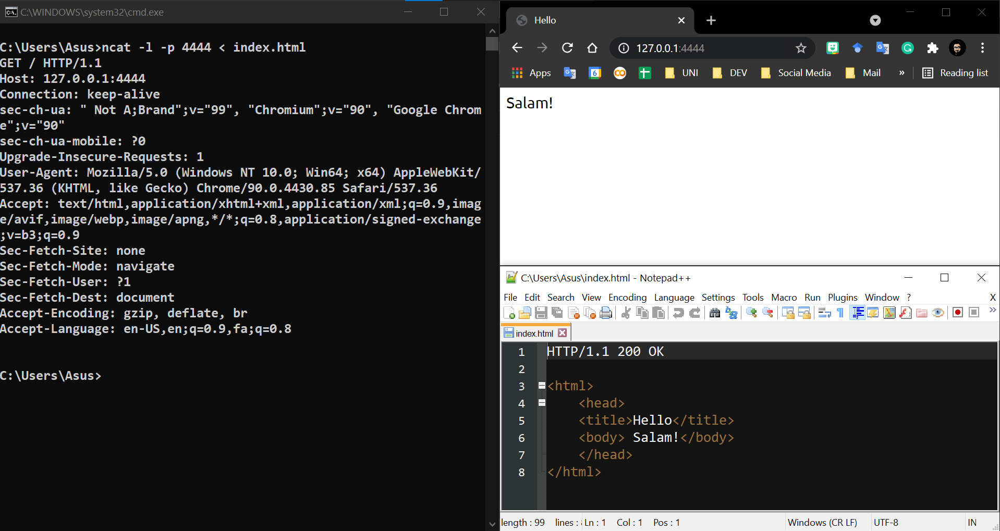 C:\WINDOWS\system32\cmd.exe
C:\Users\Asus>ncat -l -p 4444 < index.html
GET / HTTP/1.1
Host: 127.0.0.1:4444
Connection: keep-alive
sec-ch-ua: " Not A;Brand";v="99", "Chromium";v="90", "Google Chrom
e";v="90"
sec-ch-ua-mobile: ?0
Upgrade-Insecure-Requests: 1
User-Agent: Mozilla/5.0 (Windows NT 10.0; Win64; x64) AppleWebKit/
537.36 (KHTML, like Gecko) Chrome/90.0.4430.85 Safari/537.36
Accept: text/html,application/xhtml+xml,application/xml;q=0.9,imag
e/avif,image/webp,image/apng,*/*;q=0.8,application/signed-exchange
;v=b3;q=0.9
Sec-Fetch-Site: none
Sec-Fetch-Mode: navigate
Sec-Fetch-User: ?1
Sec-Fetch-Dest: document
Accept-Encoding: gzip, deflate, br
Accept-Language: en-US,en;q=0.9,fa;q=0.8
C:\Users\Asus>
Hello
127.0.0.1:4444
Apps UNI DEV Social Media Mail » Reading list
Salam!
C:\Users\Asus\index.html - Notepad++
File Edit Search View Encoding Language Settings Tools Macro Run Plugins Window ? X
index.html
1 HTTP/1.1 200 OK
2
3 <html>
4 <head>
5 <title>Hello</title>
6 <body> Salam!</body>
7 </head>
8 </html>
length : 99 lines : Ln : 1 Col : 1 Pos : 1 Windows (CR LF) UTF-8 IN